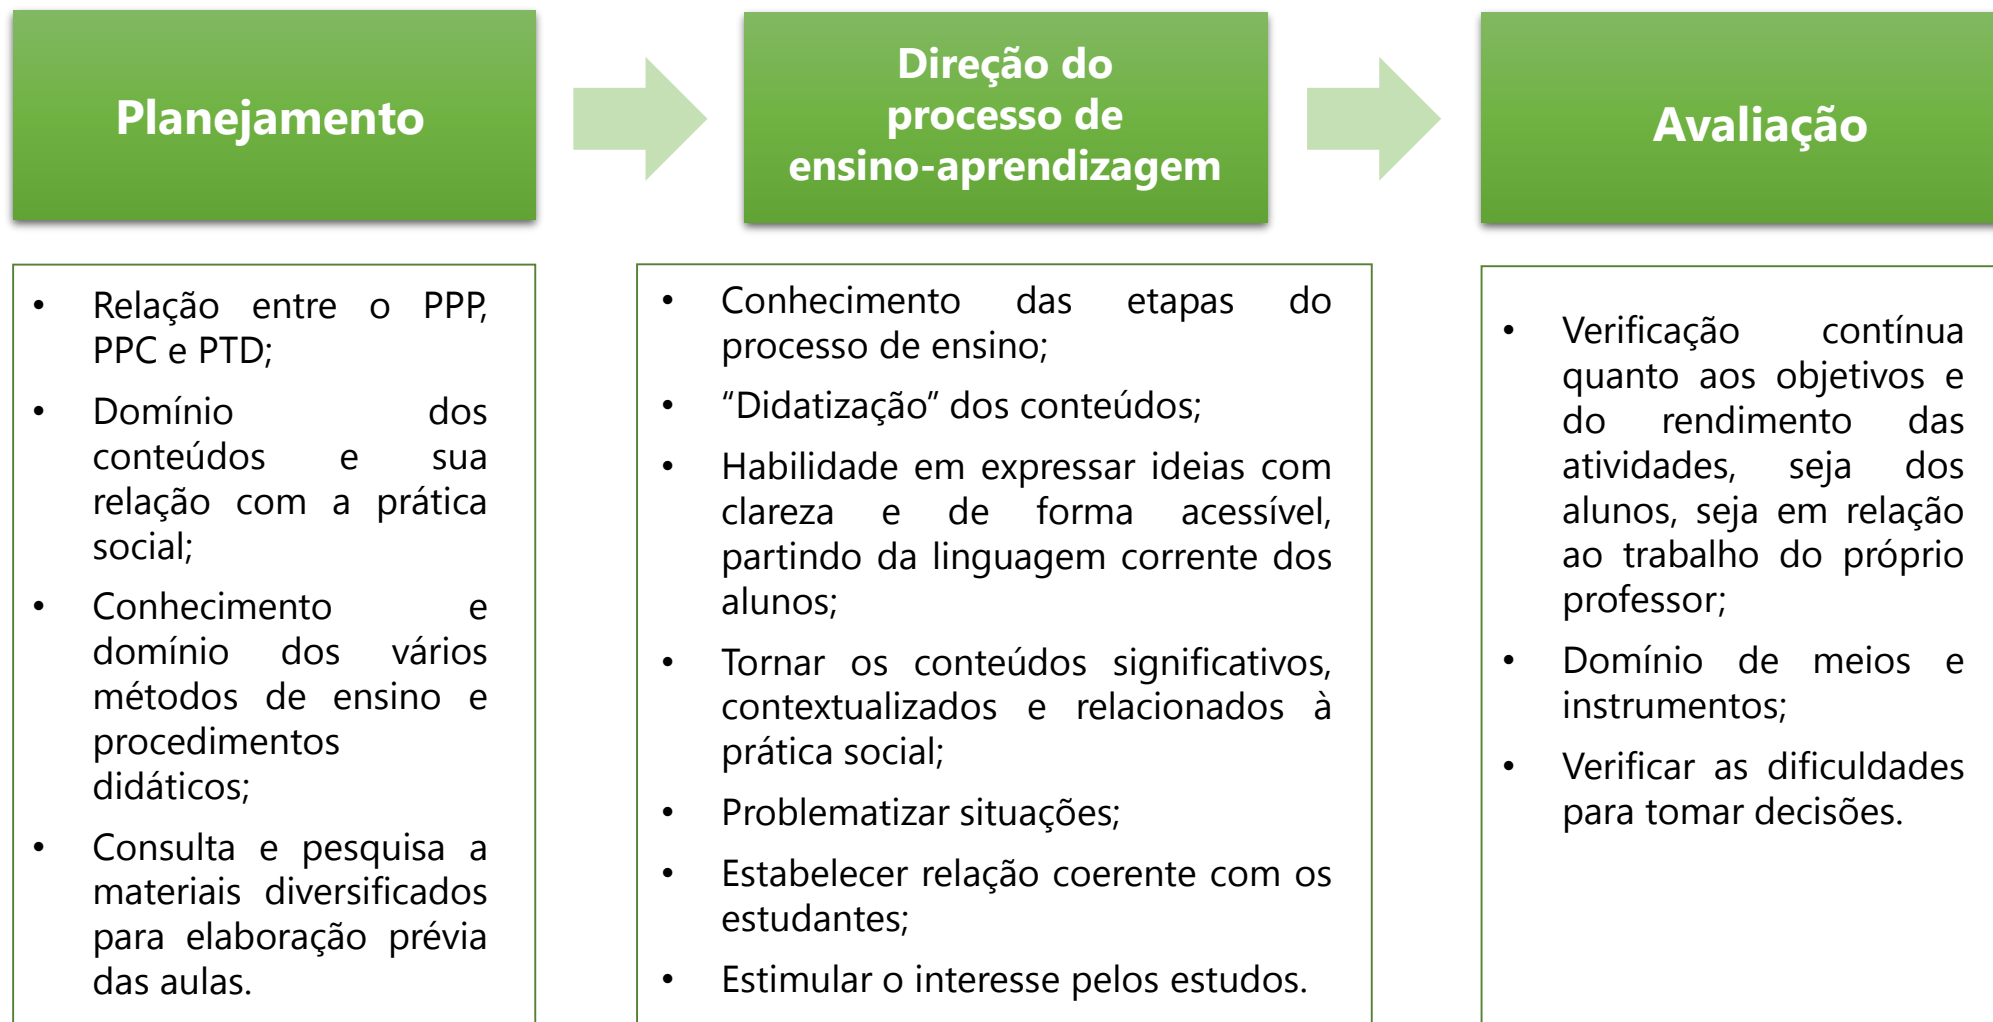 Planejamento
Direção do
processo de
ensino-aprendizagem
Avaliação
• Relação entre o PPP,
PPC e PTD;
• Domínio dos
conteúdos e sua
relação com a prática
social;
• Conhecimento e
domínio dos vários
métodos de ensino e
procedimentos
didáticos;
• Consulta e pesquisa a
materiais diversificados
para elaboração prévia
das aulas.
• Conhecimento das etapas do
processo de ensino;
• “Didatização” dos conteúdos;
• Habilidade em expressar ideias com
clareza e de forma acessível,
partindo da linguagem corrente dos
alunos;
• Tornar os conteúdos significativos,
contextualizados e relacionados à
prática social;
• Problematizar situações;
• Estabelecer relação coerente com os
estudantes;
• Estimular o interesse pelos estudos.
• Verificação contínua
quanto aos objetivos e
do rendimento das
atividades, seja dos
alunos, seja em relação
ao trabalho do próprio
professor;
• Domínio de meios e
instrumentos;
• Verificar as dificuldades
para tomar decisões.